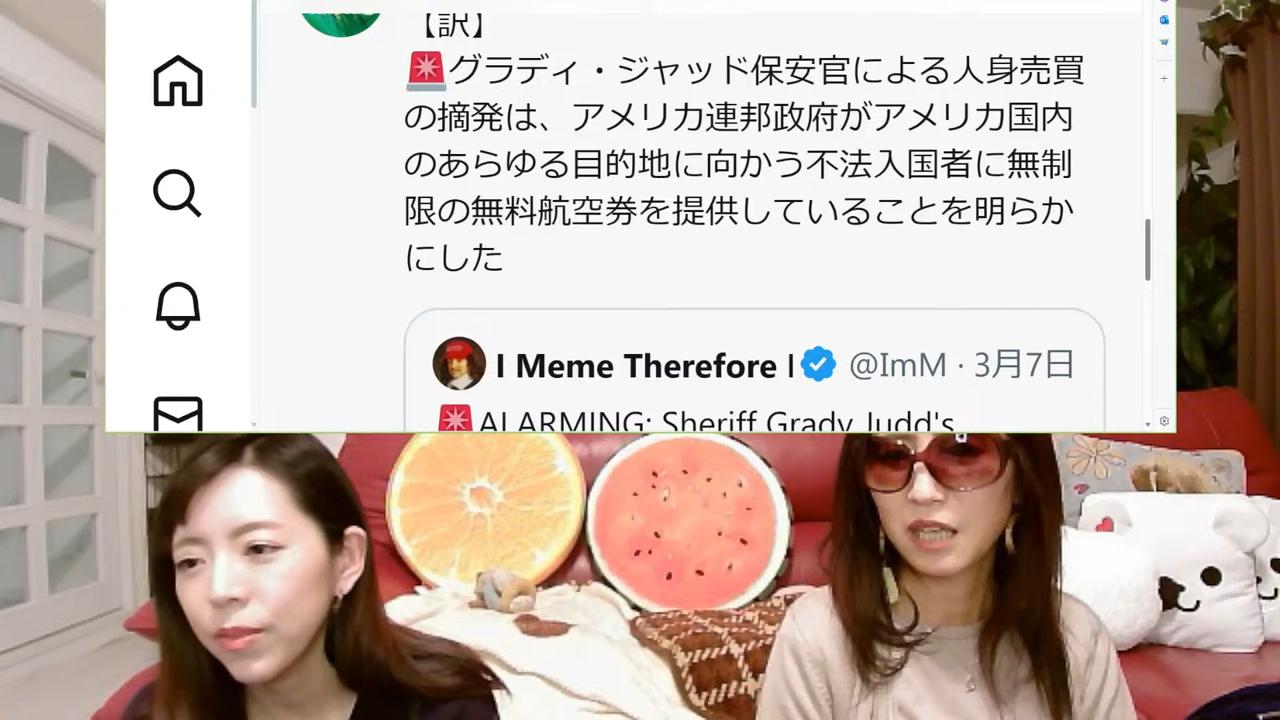 【訳】
🚨グラディ・ジャッド保安官による人身売買
の摘発は、アメリカ連邦政府がアメリカ国内
のあらゆる目的地に向かう不法入国者に無制
限の無料航空券を提供していることを明らか
にした
I Meme Therefore I @ImM · 3月7日
🚨ALARMING: Sheriff Grady Judd's